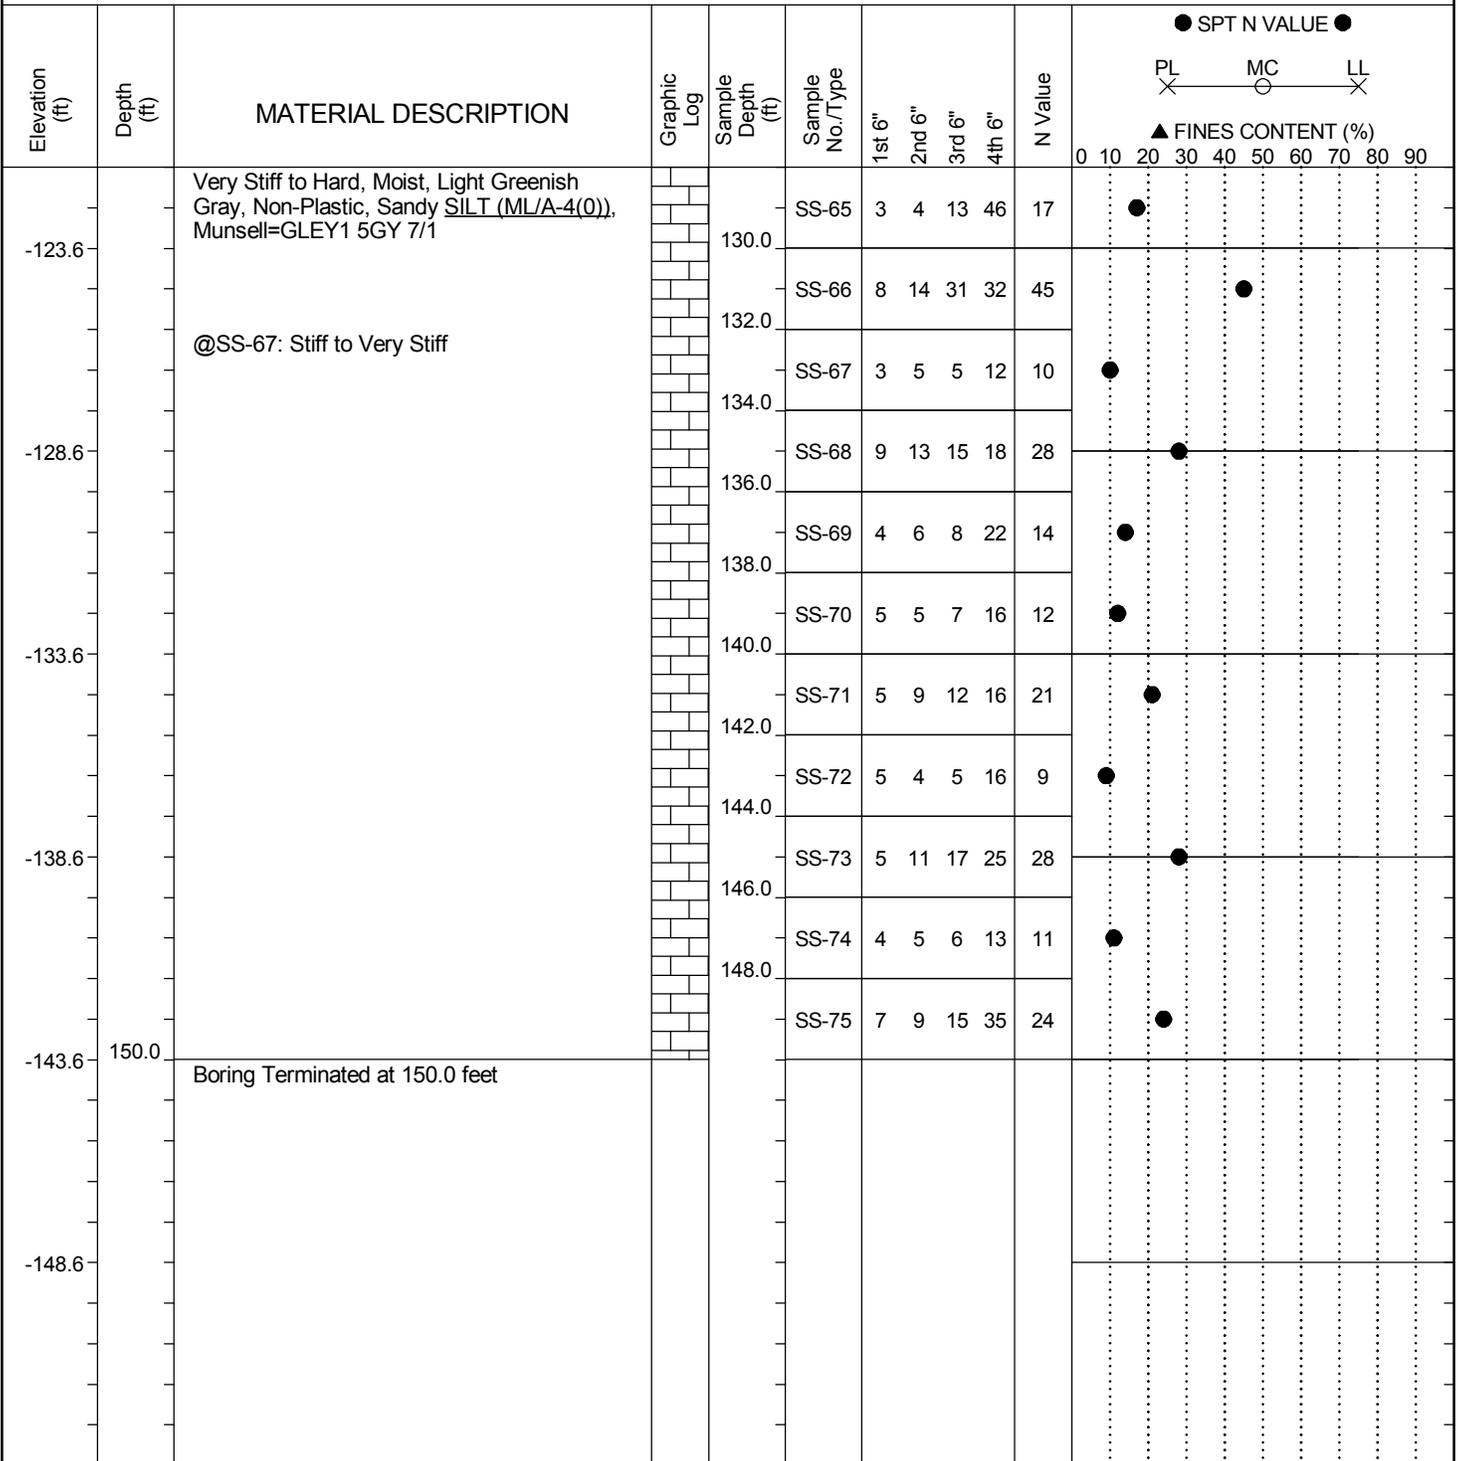 ● SPT N VALUE ●
PL MC LL
▲ FINES CONTENT (%)
0 10 20 30 40 50 60 70 80 90
Elevation
(ft)
Depth
(ft)
MATERIAL DESCRIPTION
Graphic
Log
Sample
Depth
(ft)
Sample
No./Type
1st 6"
2nd 6"
3rd 6"
4th 6"
N Value
Very Stiff to Hard, Moist, Light Greenish
Gray, Non-Plastic, Sandy SILT (ML/A-4(0)),
Munsell=GLEY1 5GY 7/1
SS-65 3 4 13 46 17
-123.6 130.0
SS-66 8 14 31 32 45
132.0
@SS-67: Stiff to Very Stiff
SS-67 3 5 5 12 10
134.0
-128.6 SS-68 9 13 15 18 28
136.0
SS-69 4 6 8 22 14
138.0
SS-70 5 5 7 16 12
140.0
-133.6
SS-71 5 9 12 16 21
142.0
SS-72 5 4 5 16 9
144.0
-138.6 SS-73 5 11 17 25 28
146.0
SS-74 4 5 6 13 11
148.0
SS-75 7 9 15 35 24
-143.6 150.0
Boring Terminated at 150.0 feet
-148.6